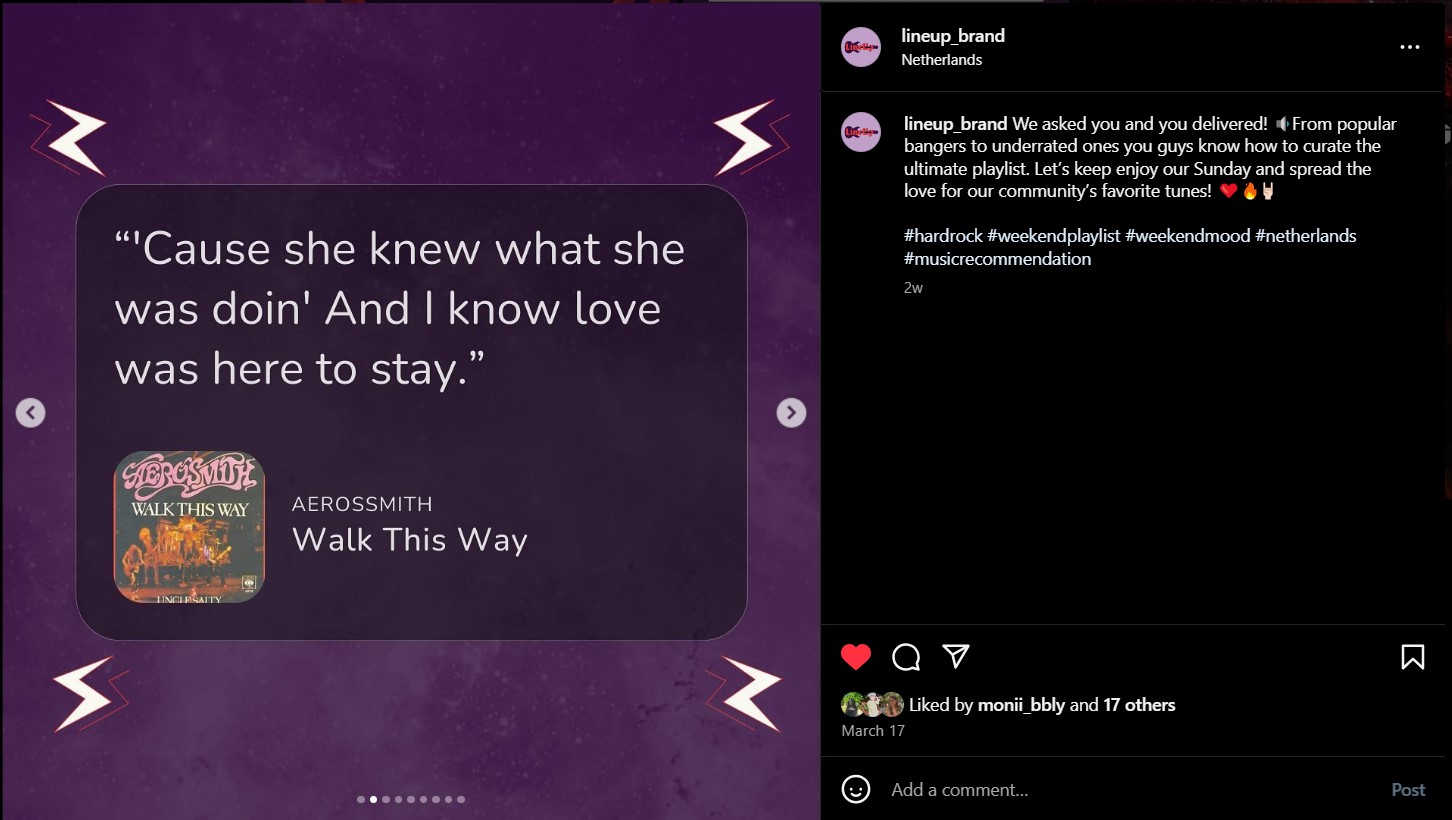 “'Cause she knew what she
was doin' And I know love
was here to stay.”
AEROSMITH
WALK THIS WAY
UNCLE SALTY
AEROSSMITH
Walk This Way
lineup_brand
Netherlands
lineup_brand We asked you and you delivered! 🔈From popular
bangers to underrated ones you guys know how to curate the
ultimate playlist. Let’s keep enjoy our Sunday and spread the
love for our community’s favorite tunes! ❤️🔥🤘🏻
#hardrock #weekendplaylist #weekendmood #netherlands
#musicrecommendation
2w
Liked by monii_bbly and 17 others
March 17
Add a comment...
Post